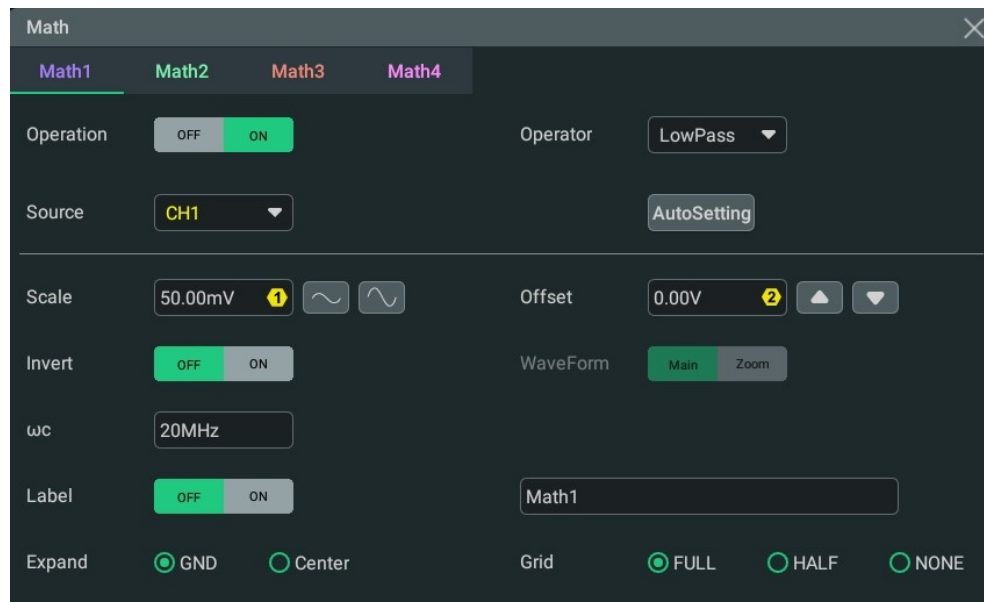 Math
Math1 Math2 Math3 Math4
Operation OFF ON Operator LowPass
Source CH1 AutoSetting
Scale 50.00mV 1 Offset 0.00V 2
Invert OFF ON WaveForm Main Zoom
ωc 20MHz
Label OFF ON Math1
Expand GND Center Grid FULL HALF NONE